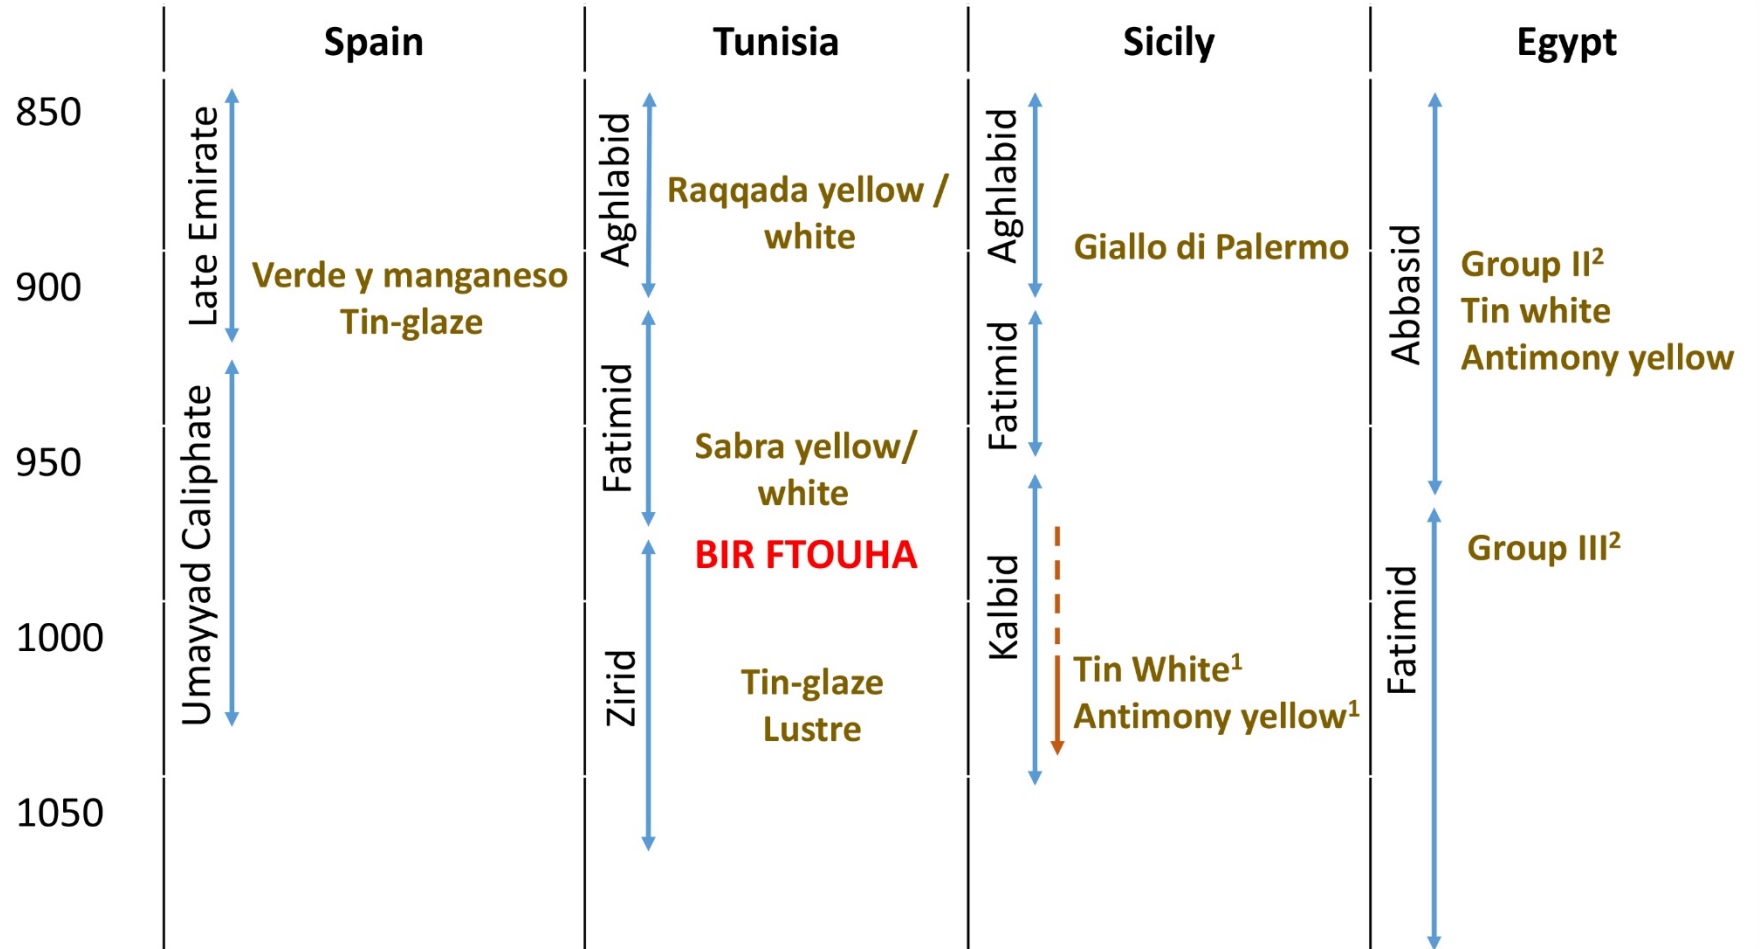 Spain
Tunisia
Sicily
Egypt
850
900
950
1000
1050
Late Emirate
Umayyad Caliphate
Verde y manganeso
Tin-glaze
Aghlabid
Fatimid
Zirid
Raqqada yellow /
white
Sabra yellow/
white
BIR FTOUHA
Tin-glaze
Lustre
Aghlabid
Fatimid
Kalbid
Giallo di Palermo
Tin White¹
Antimony yellow¹
Abbasid
Fatimid
Group II²
Tin white
Antimony yellow
Group III²